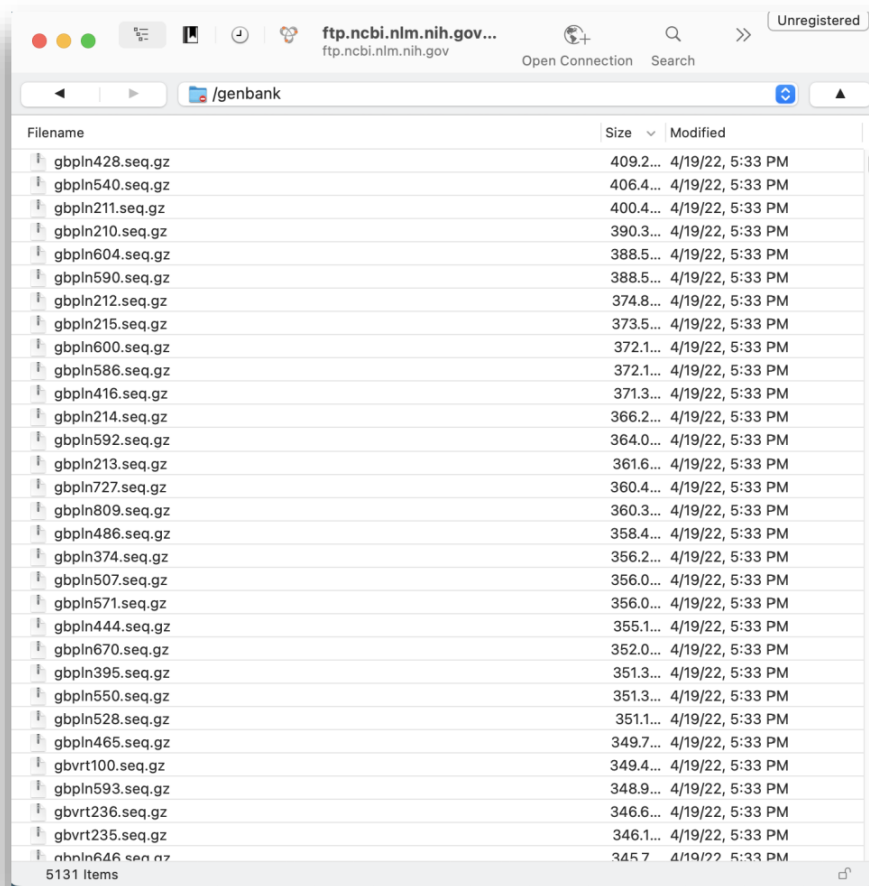 Unregistered
ftp.ncbi.nlm.nih.gov...
ftp.ncbi.nlm.nih.gov
Open Connection Search
/genbank
Filename Size Modified
gbpln428.seq.gz 409.2... 4/19/22, 5:33 PM
gbpln540.seq.gz 406.4... 4/19/22, 5:33 PM
gbpln211.seq.gz 400.4... 4/19/22, 5:33 PM
gbpln210.seq.gz 390.3... 4/19/22, 5:33 PM
gbpln604.seq.gz 388.5... 4/19/22, 5:33 PM
gbpln590.seq.gz 388.5... 4/19/22, 5:33 PM
gbpln212.seq.gz 374.8... 4/19/22, 5:33 PM
gbpln215.seq.gz 373.5... 4/19/22, 5:33 PM
gbpln600.seq.gz 372.1... 4/19/22, 5:33 PM
gbpln586.seq.gz 372.1... 4/19/22, 5:33 PM
gbpln416.seq.gz 371.3... 4/19/22, 5:33 PM
gbpln214.seq.gz 366.2... 4/19/22, 5:33 PM
gbpln592.seq.gz 364.0... 4/19/22, 5:33 PM
gbpln213.seq.gz 361.6... 4/19/22, 5:33 PM
gbpln727.seq.gz 360.4... 4/19/22, 5:33 PM
gbpln809.seq.gz 360.3... 4/19/22, 5:33 PM
gbpln486.seq.gz 358.4... 4/19/22, 5:33 PM
gbpln374.seq.gz 356.2... 4/19/22, 5:33 PM
gbpln507.seq.gz 356.0... 4/19/22, 5:33 PM
gbpln571.seq.gz 356.0... 4/19/22, 5:33 PM
gbpln444.seq.gz 355.1... 4/19/22, 5:33 PM
gbpln670.seq.gz 352.0... 4/19/22, 5:33 PM
gbpln395.seq.gz 351.3... 4/19/22, 5:33 PM
gbpln550.seq.gz 351.3... 4/19/22, 5:33 PM
gbpln528.seq.gz 351.1... 4/19/22, 5:33 PM
gbpln465.seq.gz 349.7... 4/19/22, 5:33 PM
gbvrt100.seq.gz 349.4... 4/19/22, 5:33 PM
gbpln593.seq.gz 348.9... 4/19/22, 5:33 PM
gbvrt236.seq.gz 346.6... 4/19/22, 5:33 PM
gbvrt235.seq.gz 346.1... 4/19/22, 5:33 PM
gbpln646.seq.gz 345.7... 4/19/22, 5:33 PM
5131 Items